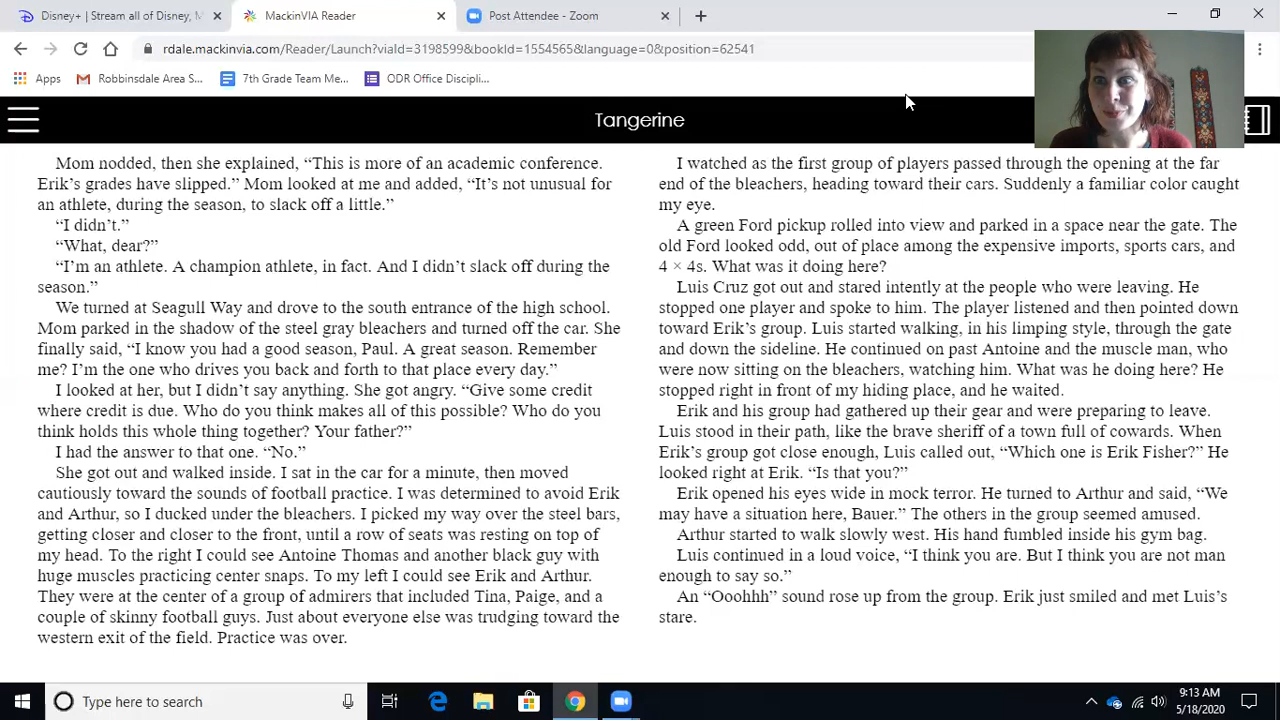 Disney+ | Stream all of Disney, M
MackinVIA Reader
Post Attendee - Zoom
rdale.mackinvia.com/Reader/Launch?viaId=3198599&bookId=1554565&language=0&position=62541
Apps
Robbinsdale Area S...
7th Grade Team Me...
ODR Office Discipli...
Tangerine
Mom nodded, then she explained, “This is more of an academic conference.
Erik’s grades have slipped.” Mom looked at me and added, “It’s not unusual for
an athlete, during the season, to slack off a little.”
“I didn’t.”
“What, dear?”
“I’m an athlete. A champion athlete, in fact. And I didn’t slack off during the
season.”
We turned at Seagull Way and drove to the south entrance of the high school.
Mom parked in the shadow of the steel gray bleachers and turned off the car. She
finally said, “I know you had a good season, Paul. A great season. Remember
me? I’m the one who drives you back and forth to that place every day.”
I looked at her, but I didn’t say anything. She got angry. “Give some credit
where credit is due. Who do you think makes all of this possible? Who do you
think holds this whole thing together? Your father?”
I had the answer to that one. “No.”
She got out and walked inside. I sat in the car for a minute, then moved
cautiously toward the sounds of football practice. I was determined to avoid Erik
and Arthur, so I ducked under the bleachers. I picked my way over the steel bars,
getting closer and closer to the front, until a row of seats was resting on top of
my head. To the right I could see Antoine Thomas and another black guy with
huge muscles practicing center snaps. To my left I could see Erik and Arthur.
They were at the center of a group of admirers that included Tina, Paige, and a
couple of skinny football guys. Just about everyone else was trudging toward the
western exit of the field. Practice was over.
I watched as the first group of players passed through the opening at the far
end of the bleachers, heading toward their cars. Suddenly a familiar color caught
my eye.
A green Ford pickup rolled into view and parked in a space near the gate. The
old Ford looked odd, out of place among the expensive imports, sports cars, and
4 × 4s. What was it doing here?
Luis Cruz got out and stared intently at the people who were leaving. He
stopped one player and spoke to him. The player listened and then pointed down
toward Erik’s group. Luis started walking, in his limping style, through the gate
and down the sideline. He continued on past Antoine and the muscle man, who
were now sitting on the bleachers, watching him. What was he doing here? He
stopped right in front of my hiding place, and he waited.
Erik and his group had gathered up their gear and were preparing to leave.
Luis stood in their path, like the brave sheriff of a town full of cowards. When
Erik’s group got close enough, Luis called out, “Which one is Erik Fisher?” He
looked right at Erik. “Is that you?”
Erik opened his eyes wide in mock terror. He turned to Arthur and said, “We
may have a situation here, Bauer.” The others in the group seemed amused.
Arthur started to walk slowly west. His hand fumbled inside his gym bag.
Luis continued in a loud voice, “I think you are. But I think you are not man
enough to say so.”
An “Ooohhh” sound rose up from the group. Erik just smiled and met Luis’s
stare.
Type here to search
9:13 AM
5/18/2020